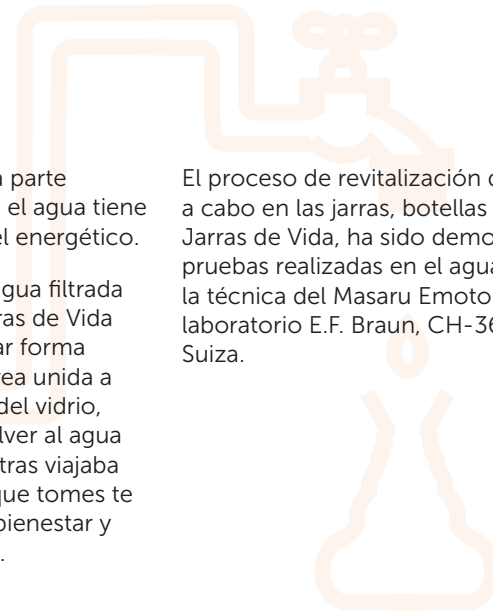 parte
el agua tiene
el energético.
gua filtrada
ras de Vida
ar forma
rea unida a
del vidrio,
lver al agua
tras viajaba
que tomes te
bienestar y
El proceso de revitalización
a cabo en las jarras, botellas
Jarras de Vida, ha sido demo
pruebas realizadas en el agua
la técnica del Masaru Emoto
laboratorio E.F. Braun, CH-36
Suiza.